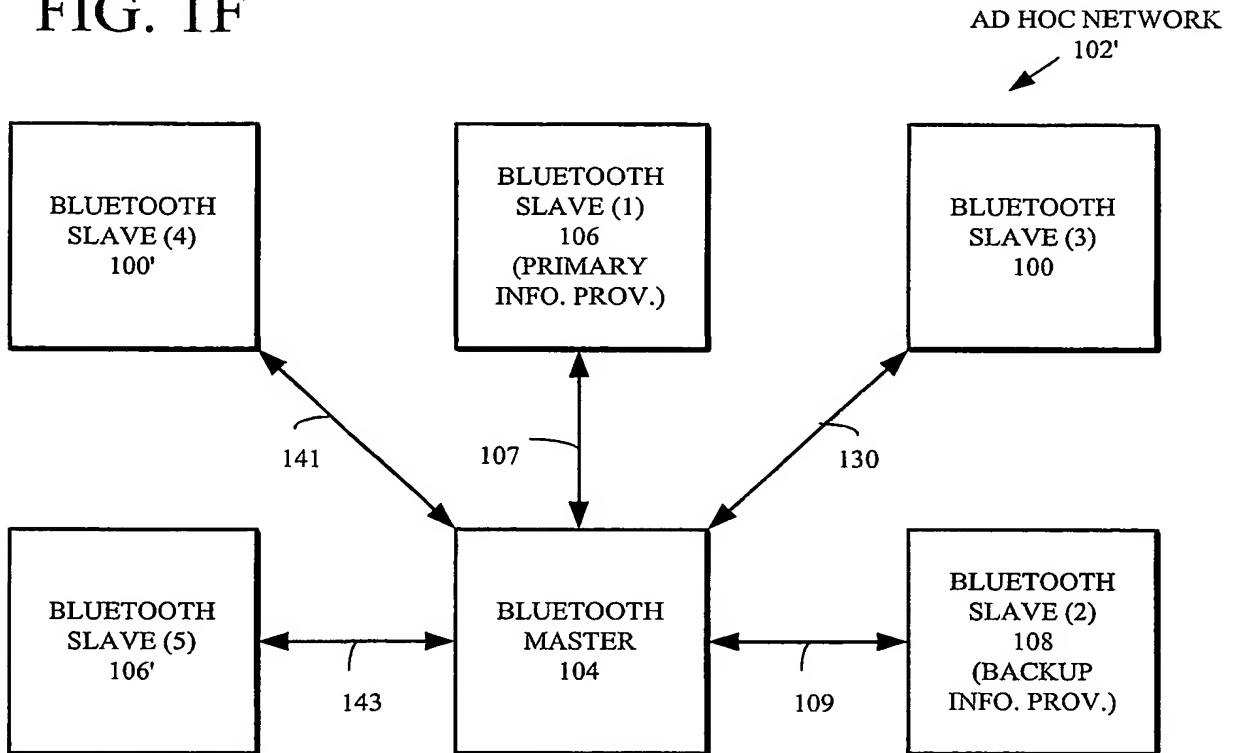 FIG. 1F
AD HOC NETWORK
102'
BLUETOOTH
SLAVE (4)
100'
BLUETOOTH
SLAVE (1)
106
(PRIMARY
INFO. PROV.)
BLUETOOTH
SLAVE (3)
100
141
107
130
BLUETOOTH
SLAVE (5)
106'
BLUETOOTH
MASTER
104
BLUETOOTH
SLAVE (2)
108
(BACKUP
INFO. PROV.)
143
109